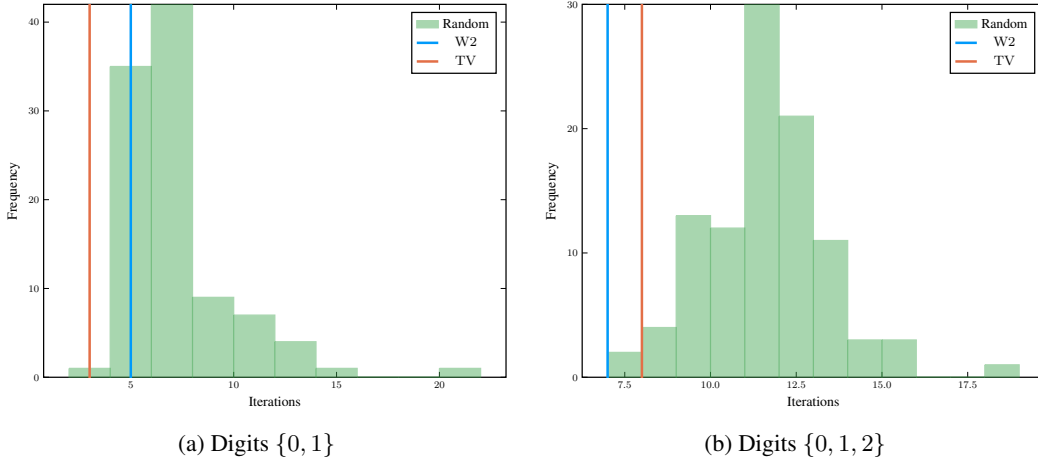 40
30
20
10
0
Frequency
5
10
15
20
Iterations
Random
W2
TV
(a) Digits {0, 1}
30
20
10
0
Frequency
7.5
10.0
12.5
15.0
17.5
Iterations
Random
W2
TV
(b) Digits {0, 1, 2}